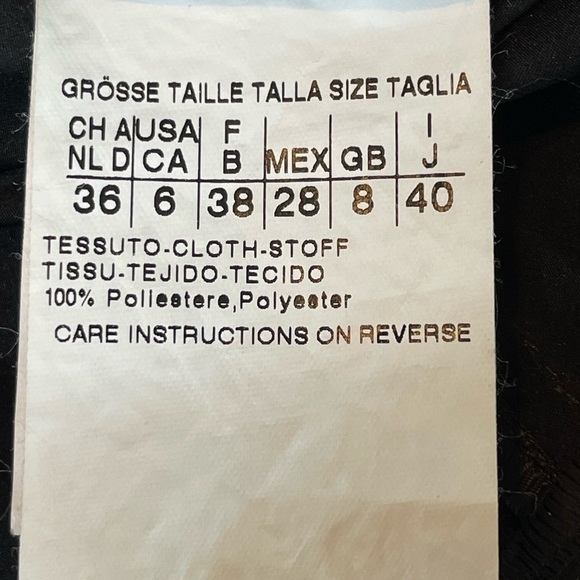 GRÖSSE TAILLE TALLA SIZE TAGLIA
CH A USA F I
NL D CA B MEX GB J
36 6 38 28 8 40
TESSUTO-CLOTH-STOFF
TISSU-TEJIDO-TECIDO
100% Poliestere,Polyester
CARE INSTRUCTIONS ON REVERSE